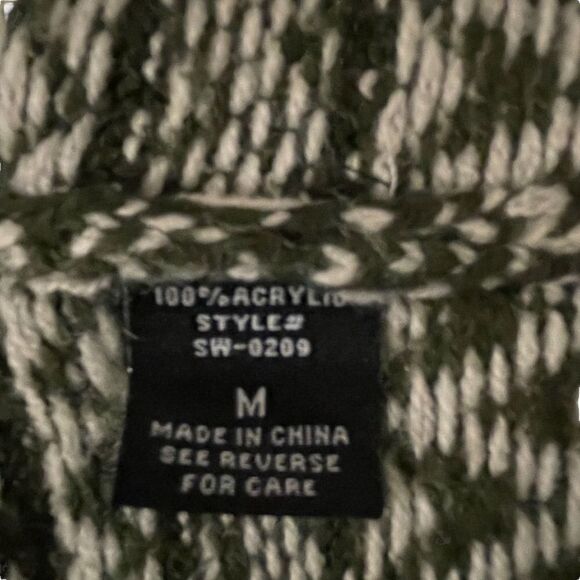 100% ACRYLIC
STYLE#
SW-0209
M
MADE IN CHINA
SEE REVERSE
FOR CARE